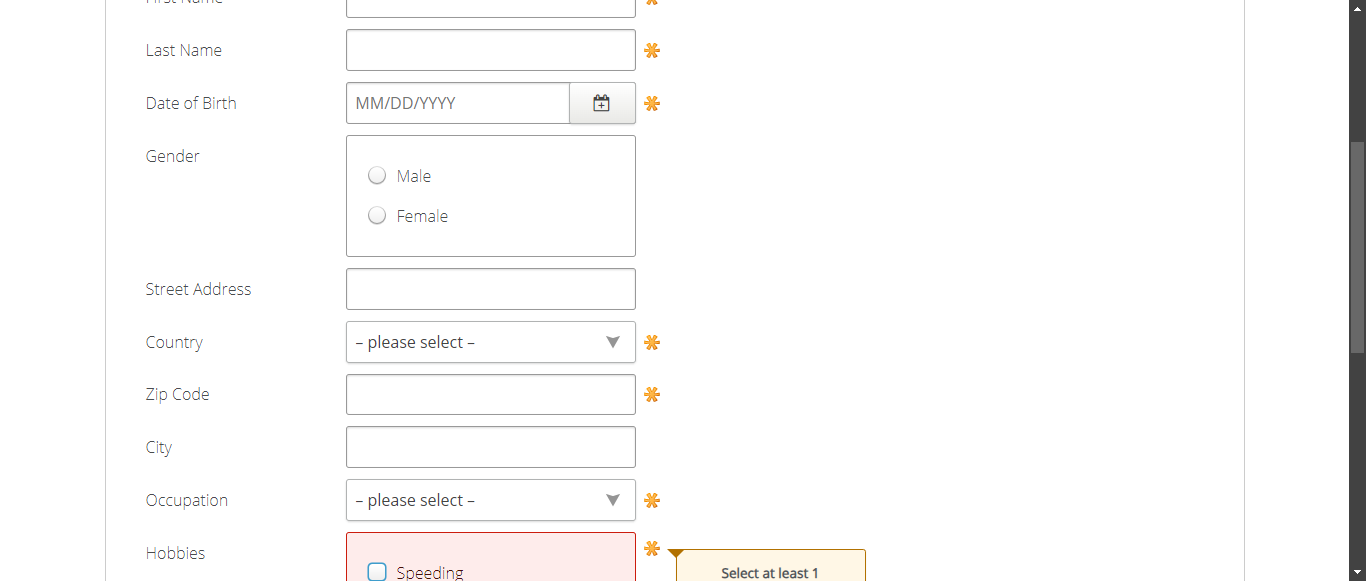 First Name
Last Name
Date of Birth MM/DD/YYYY
Gender
Male
Female
Street Address
Country – please select –
Zip Code
City
Occupation – please select –
Hobbies
Speeding
Select at least 1